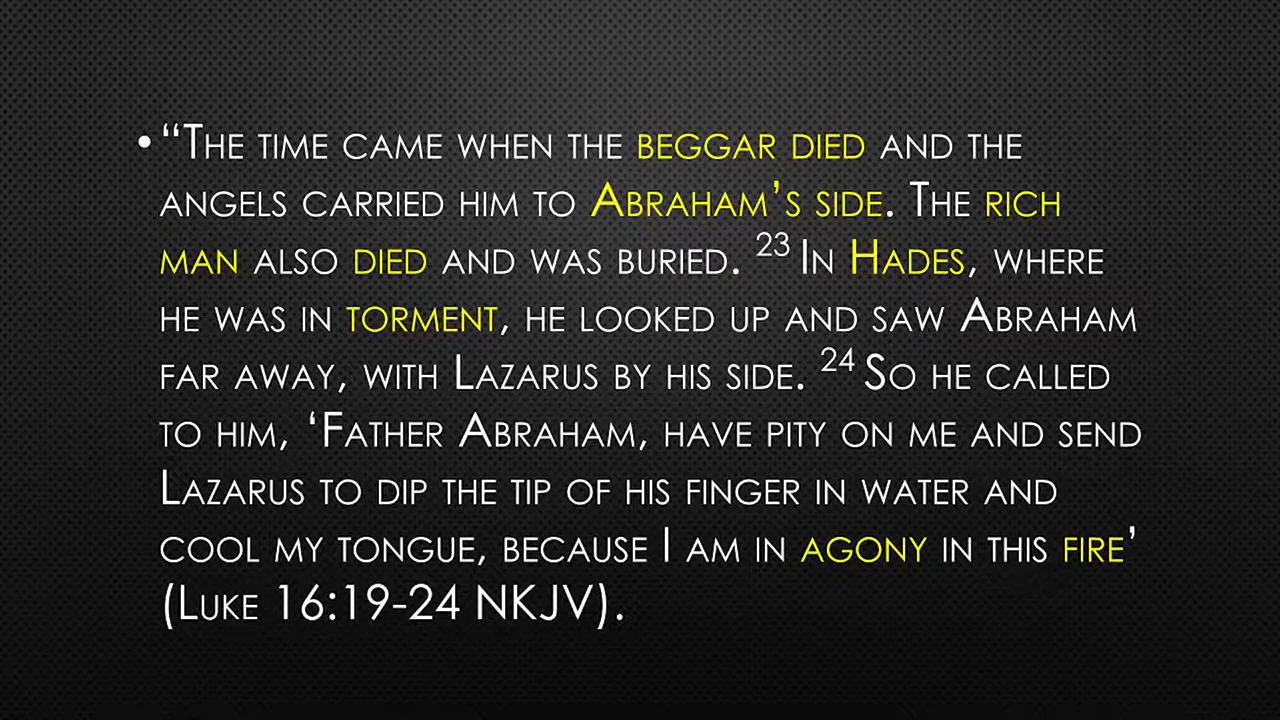 • “The time came when the beggar died and the
angels carried him to Abraham’s side. The rich
man also died and was buried. 23 In Hades, where
he was in torment, he looked up and saw Abraham
far away, with Lazarus by his side. 24 So he called
to him, ‘Father Abraham, have pity on me and send
Lazarus to dip the tip of his finger in water and
cool my tongue, because I am in agony in this fire’
(Luke 16:19-24 NKJV).